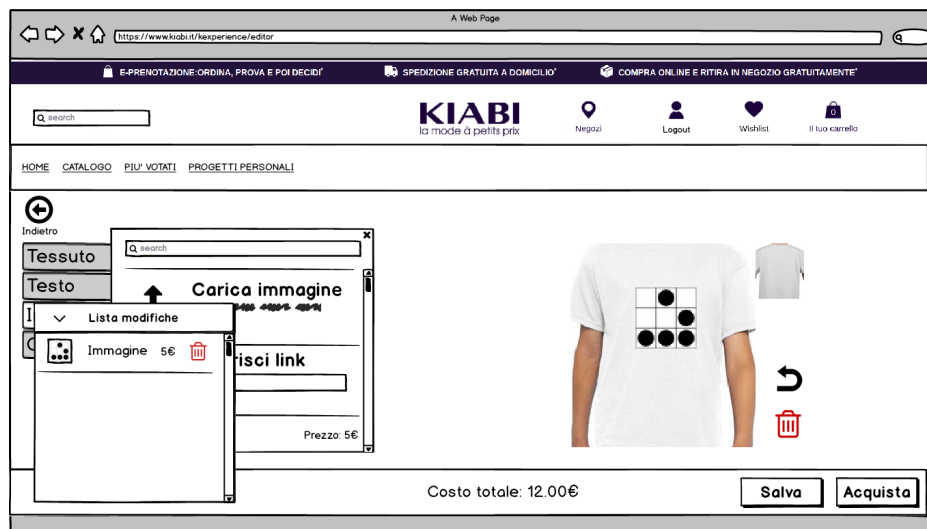 A Web Page
https://www.kiabi.it/kexperience/editor
E-PRENOTAZIONE:ORDINA, PROVA E POI DECIDI*
SPEDIZIONE GRATUITA A DOMICILIO*
COMPRA ONLINE E RITIRA IN NEGOZIO GRATUITAMENTE*
search
KIABI
la mode à petits prix
Negozi
Logout
Wishlist
0
Il tuo carrello
HOME CATALOGO PIU' VOTATI PROGETTI PERSONALI
Indietro
Tessuto
Testo
search
Carica immagine
Lista modifiche
Immagine 5€
risci link
Prezzo: 5€
Costo totale: 12.00€
Salva
Acquista